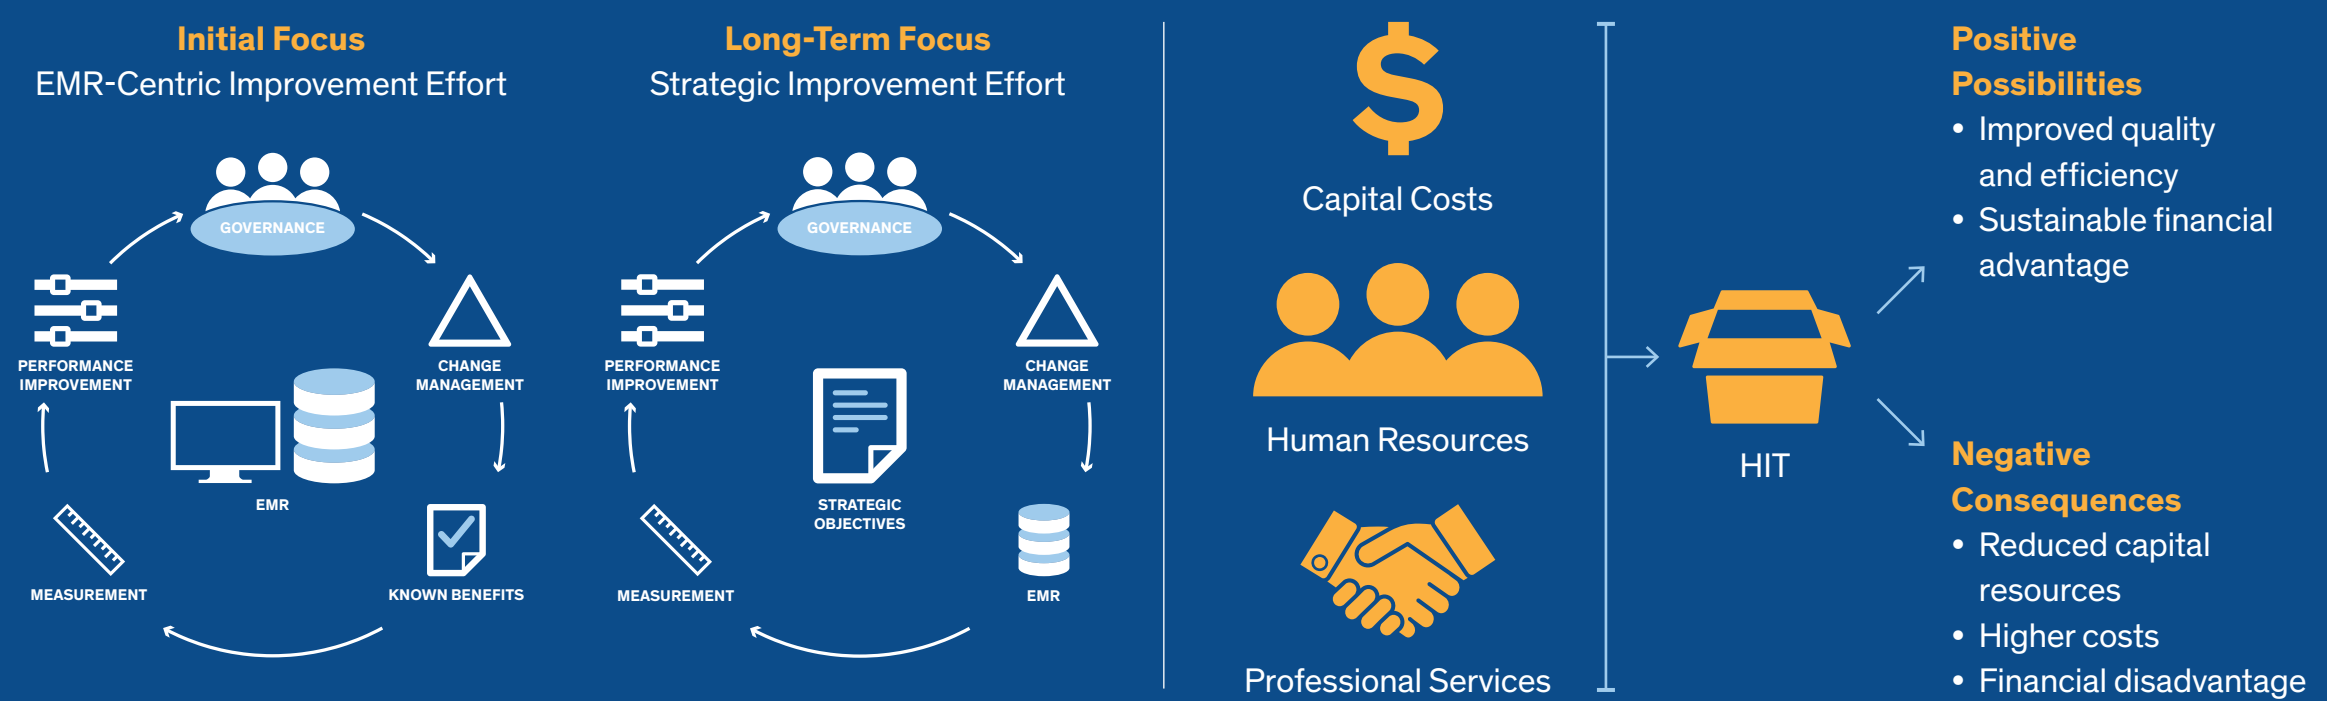 Initial Focus
EMR-Centric Improvement Effort
GOVERNANCE
PERFORMANCE
IMPROVEMENT
CHANGE
MANAGEMENT
EMR
MEASUREMENT
KNOWN BENEFITS
Long-Term Focus
Strategic Improvement Effort
GOVERNANCE
PERFORMANCE
IMPROVEMENT
CHANGE
MANAGEMENT
STRATEGIC
OBJECTIVES
MEASUREMENT
EMR
$
Capital Costs
Human Resources
Professional Services
HIT
Positive
Possibilities
• Improved quality
and efficiency
• Sustainable financial
advantage
Negative
Consequences
• Reduced capital
resources
• Higher costs
• Financial disadvantage